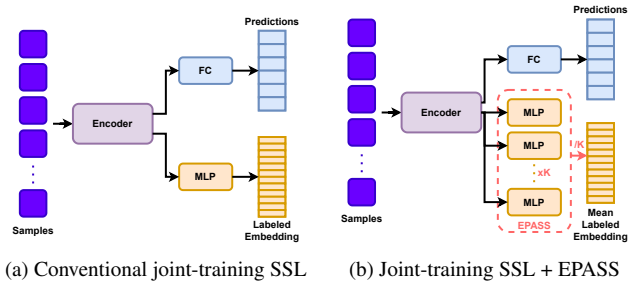 Predictions
FC
Encoder
MLP
Samples
Labeled
Embedding
(a) Conventional joint-training SSL
Predictions
FC
Encoder
MLP
MLP
xK
MLP
EPASS
/K
Samples
Mean
Labeled
Embedding
(b) Joint-training SSL + EPASS